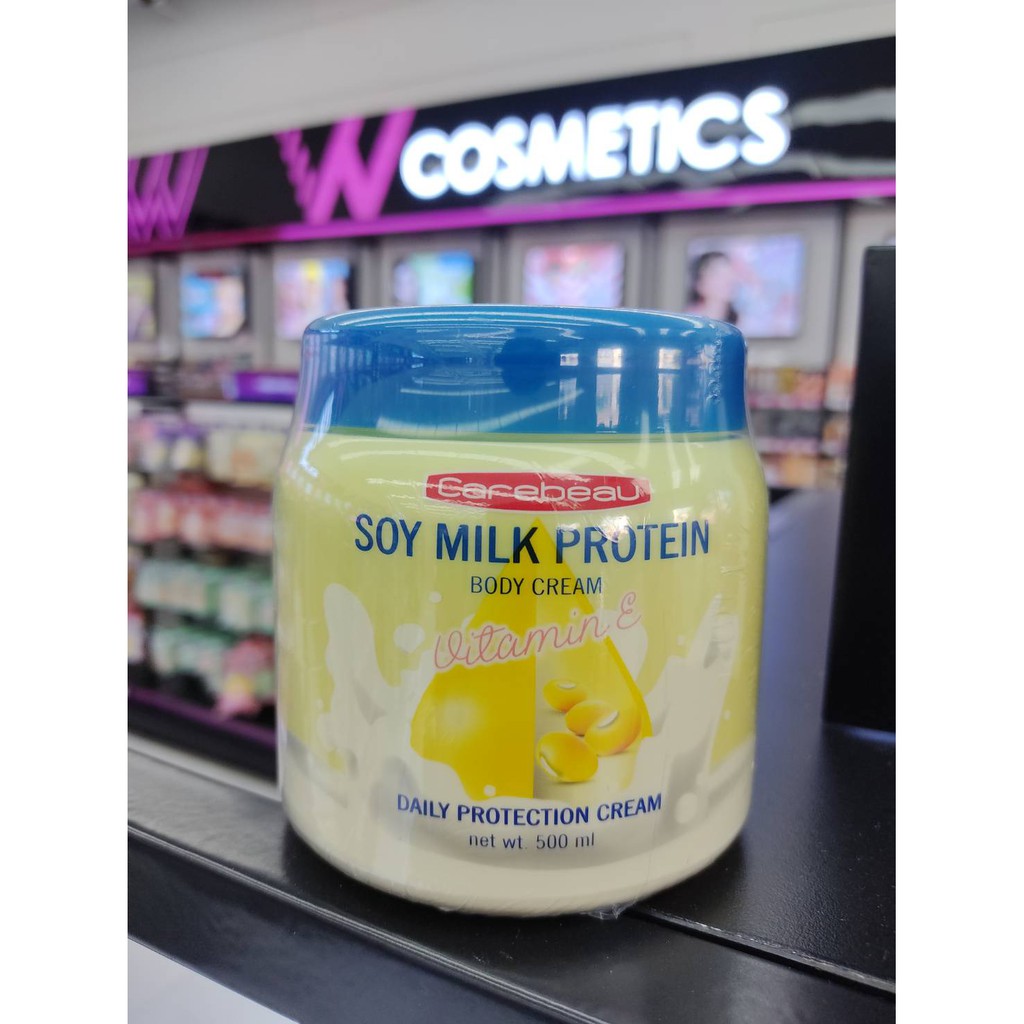 W COSMETICS
Carebeau
SOY MILK PROTEIN
BODY CREAM
Vitamin E
DAILY PROTECTION CREAM
net wt. 500 ml